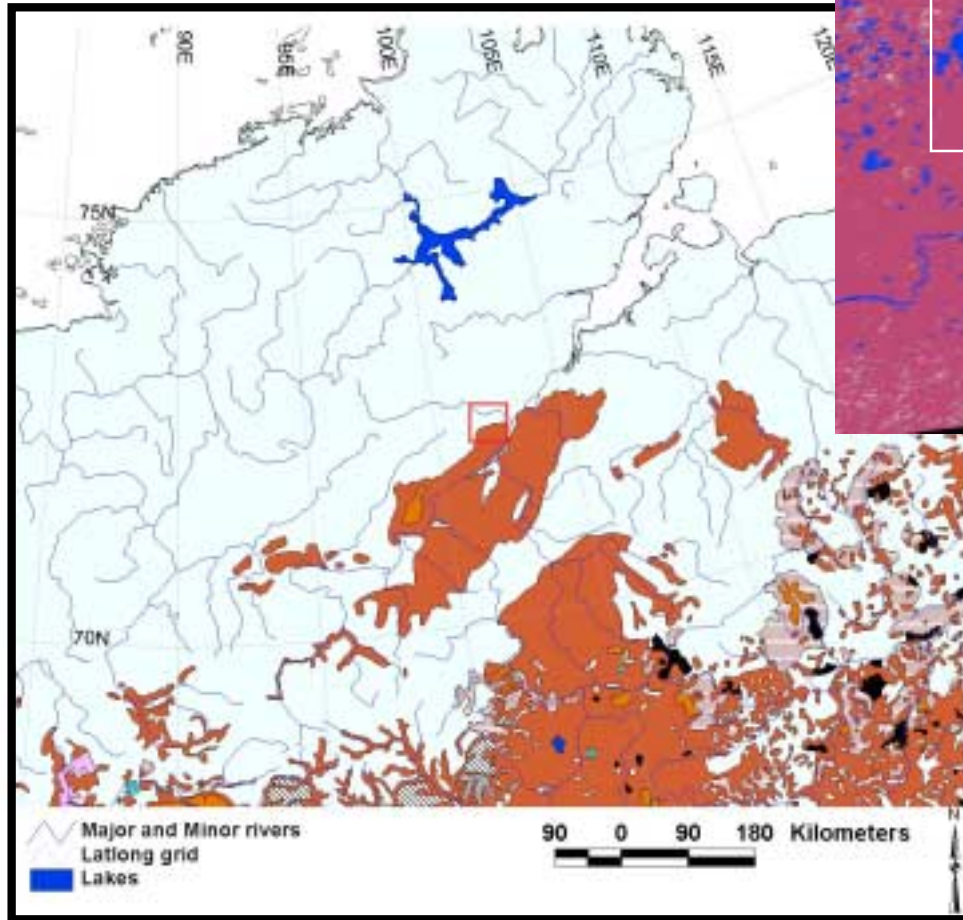 90E
95E
100E
105E
110E
115E
120E
75N
70N
Major and Minor rivers
Latlong grid
Lakes
90 0 90 180 Kilometers
N